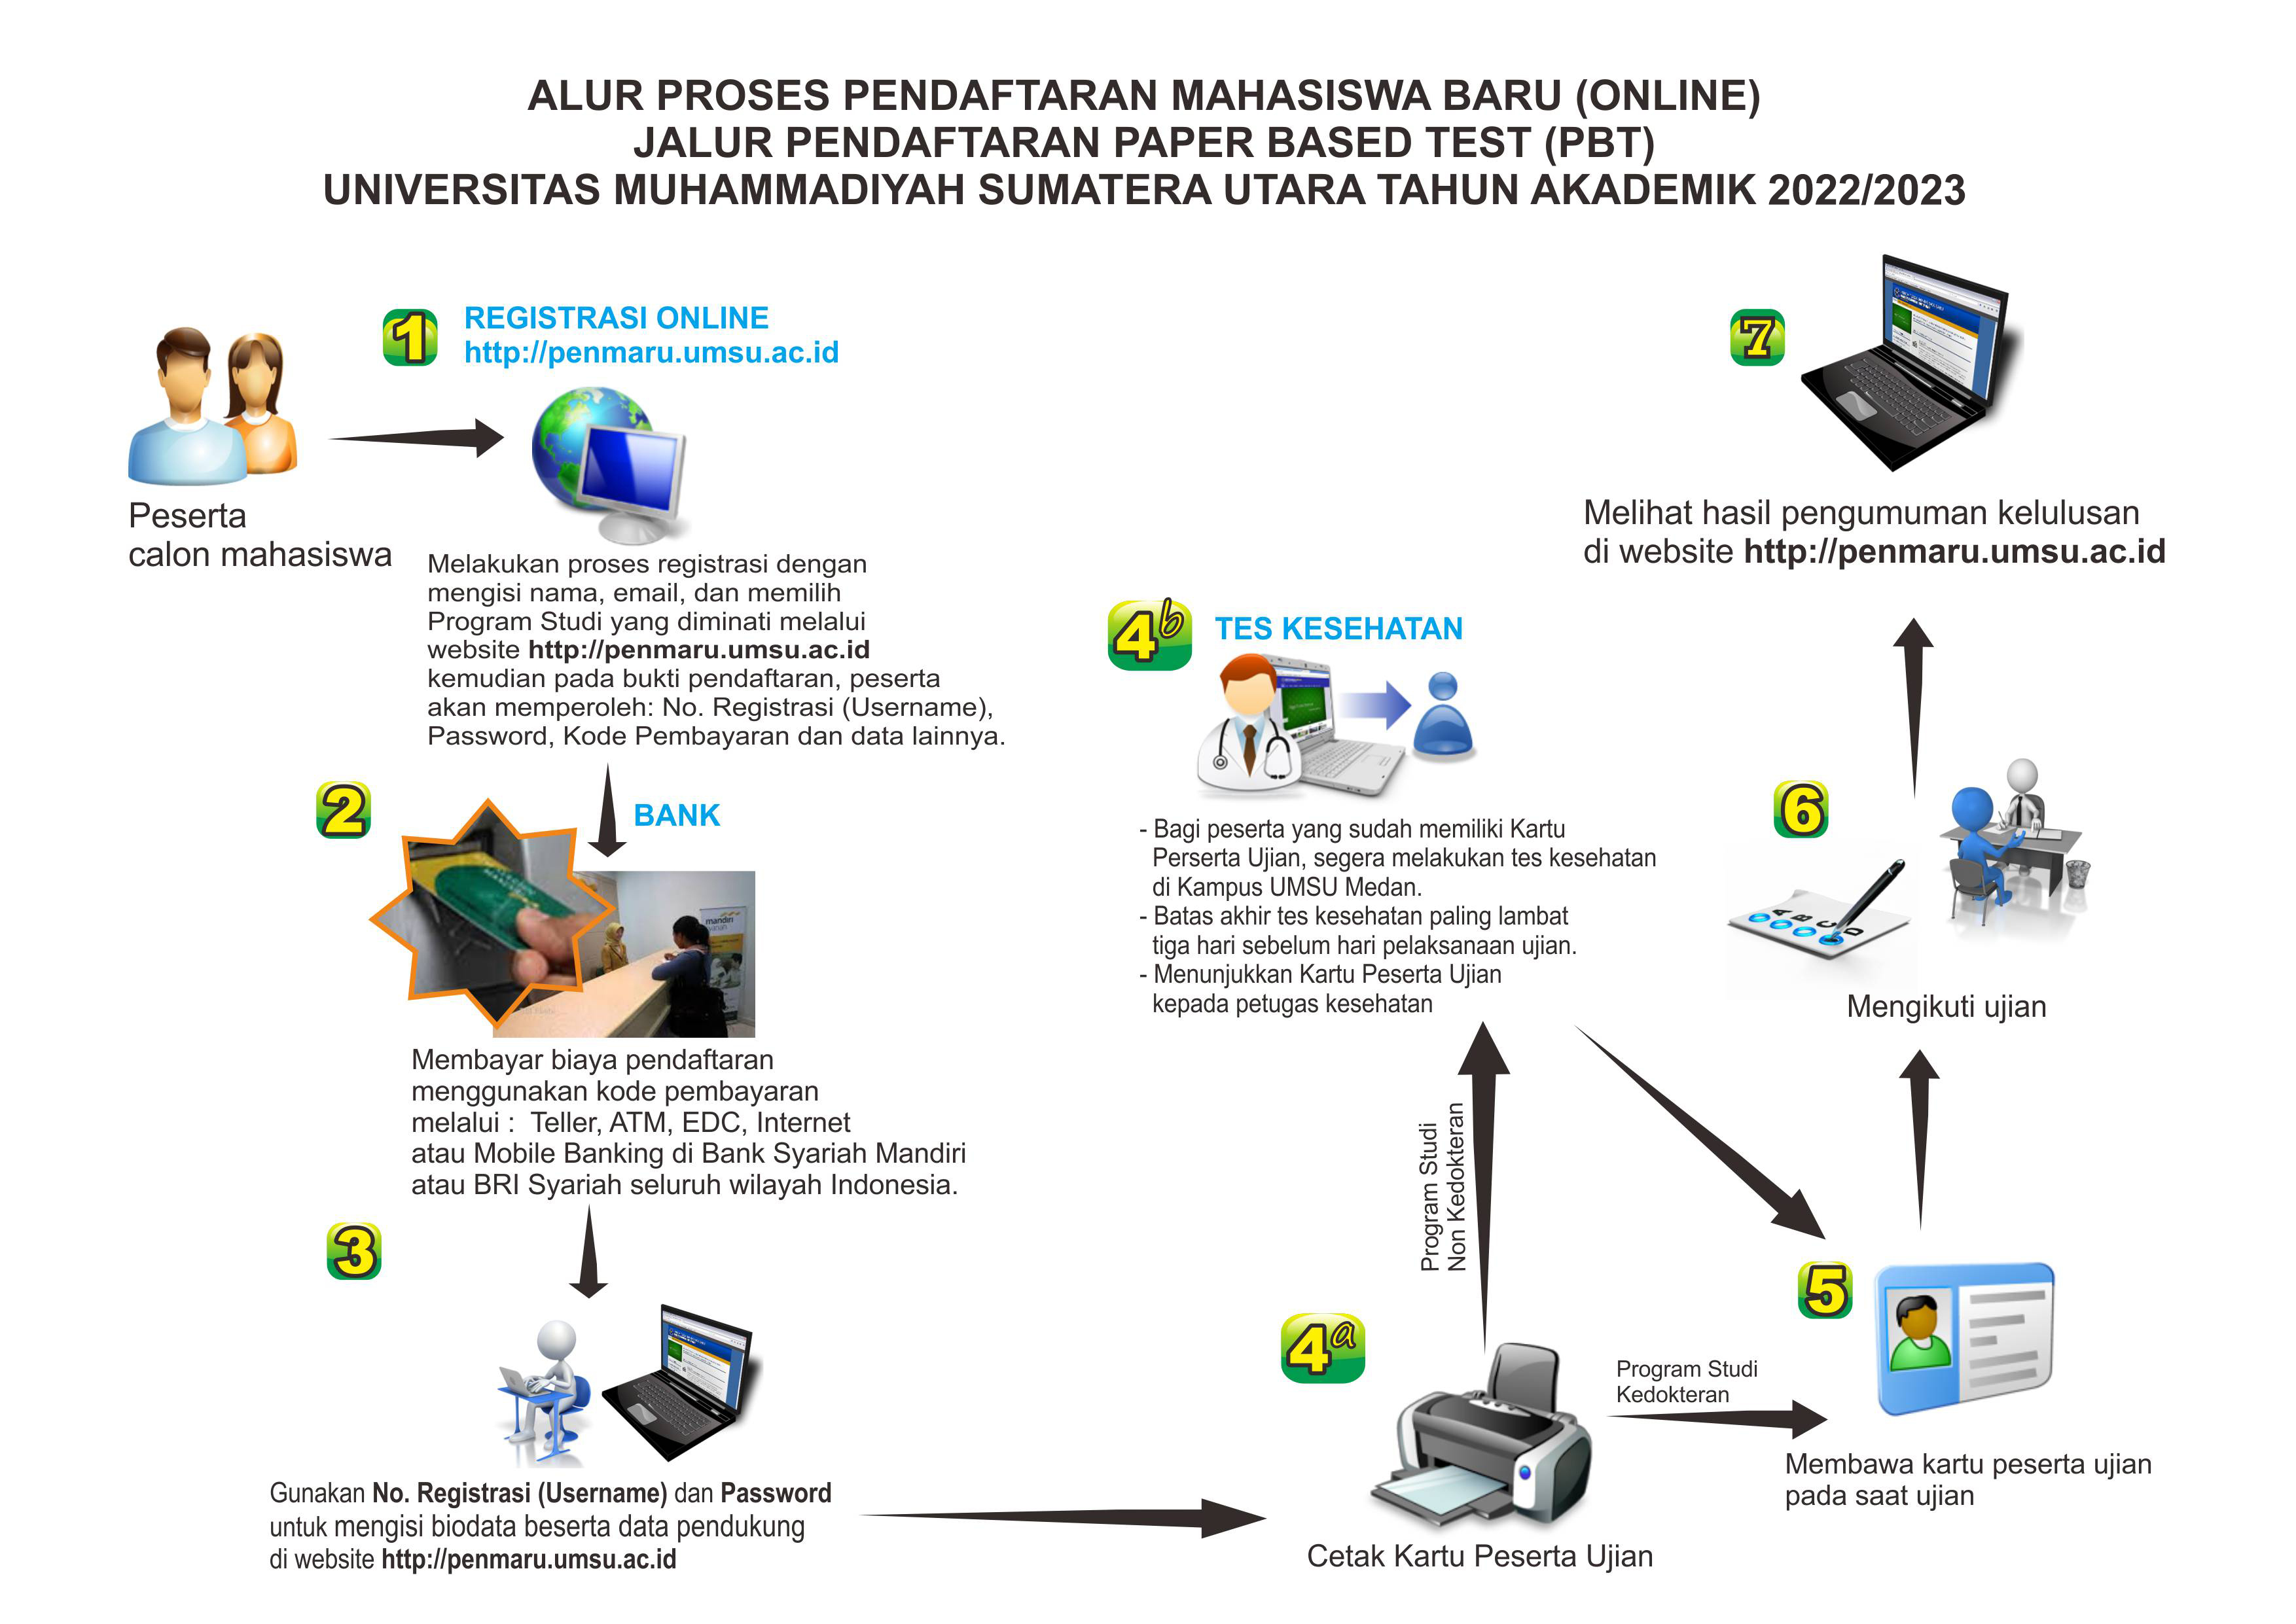 ALUR PROSES PENDAFTARAN MAHASISWA BARU (ONLINE)
JALUR PENDAFTARAN PAPER BASED TEST (PBT)
UNIVERSITAS MUHAMMADIYAH SUMATERA UTARA TAHUN AKADEMIK 2022/2023
Peserta
calon mahasiswa
1
REGISTRASI ONLINE
http://penmaru.umsu.ac.id
Melakukan proses registrasi dengan
mengisi nama, email, dan memilih
Program Studi yang diminati melalui
website http://penmaru.umsu.ac.id
kemudian pada bukti pendaftaran, peserta
akan memperoleh: No. Registrasi (Username),
Password, Kode Pembayaran dan data lainnya.
2
BANK
mandiri
Membayar biaya pendaftaran
menggunakan kode pembayaran
melalui : Teller, ATM, EDC, Internet
atau Mobile Banking di Bank Syariah Mandiri
atau BRI Syariah seluruh wilayah Indonesia.
3
Gunakan No. Registrasi (Username) dan Password
untuk mengisi biodata beserta data pendukung
di website http://penmaru.umsu.ac.id
4a
Cetak Kartu Peserta Ujian
Program Studi
Non Kedokteran
Program Studi
Kedokteran
4b
TES KESEHATAN
- Bagi peserta yang sudah memiliki Kartu
Perserta Ujian, segera melakukan tes kesehatan
di Kampus UMSU Medan.
- Batas akhir tes kesehatan paling lambat
tiga hari sebelum hari pelaksanaan ujian.
- Menunjukkan Kartu Peserta Ujian
kepada petugas kesehatan
5
Membawa kartu peserta ujian
pada saat ujian
6
A
B
C
D
Mengikuti ujian
7
Melihat hasil pengumuman kelulusan
di website http://penmaru.umsu.ac.id